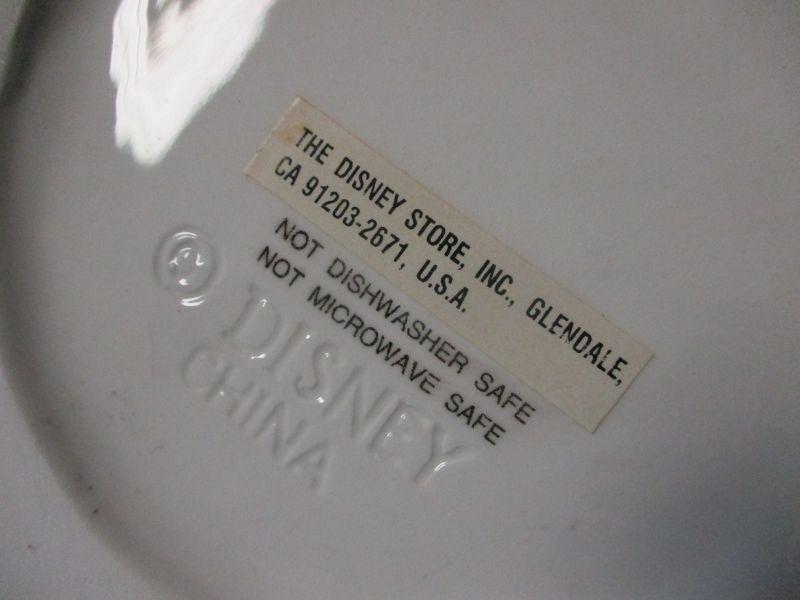 THE DISNEY STORE, INC., GLENDALE,
CA 91203-2671, U.S.A.
NOT DISHWASHER SAFE
NOT MICROWAVE SAFE
© DISNEY
CHINA